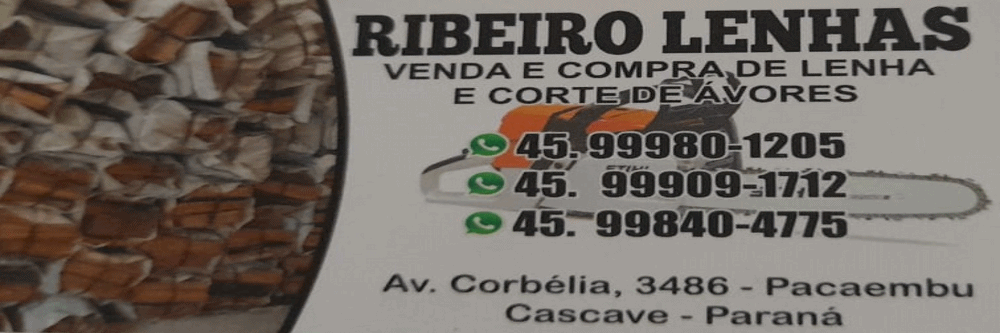 RIBEIRO LENHAS
VENDA E COMPRA DE LENHA
E CORTE DE ÁVORES
45. 99980-1205
45. 99909-1712
45. 99840-4775
Av. Corbélia, 3486 - Pacaembu
Cascave - Paraná